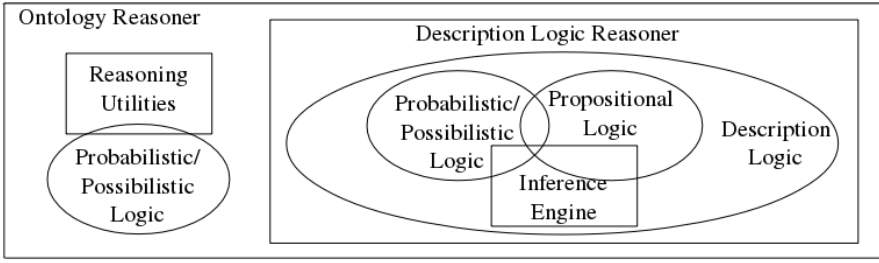 Ontology Reasoner
Reasoning
Utilities
Probabilistic/
Possibilistic
Logic
Description Logic Reasoner
Probabilistic/
Possibilistic
Logic
Propositional
Logic
Inference
Engine
Description
Logic